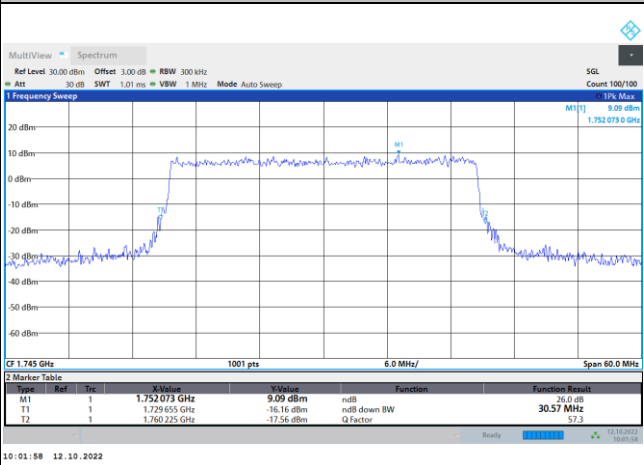 MultiView Spectrum
Ref Level 30.00 dBm Offset 3.00 dB RBW 300 kHz SGL
Att 30 dB SWT 1.01 ms VBW 1 MHz Mode Auto Sweep Count 100/100
1 Frequency Sweep 1Pk Max
M1[1] 9.09 dBm
1.752 073 0 GHz
20 dBm
M1
10 dBm
0 dBm
-10 dBm
T1
T2
-20 dBm
-30 dBm
-40 dBm
-50 dBm
-60 dBm
CF 1.745 GHz 1001 pts 6.0 MHz/ Span 60.0 MHz
2 Marker Table
Type Ref Trc X-Value Y-Value Function Function Result
M1 1 1.752 073 GHz 9.09 dBm ndB 26.0 dB
T1 1 1.729 655 GHz -16.16 dBm ndB down BW 30.57 MHz
T2 1 1.760 225 GHz -17.56 dBm Q Factor 57.3
Ready 12.10.2022
10:01:58
10:01:58 12.10.2022